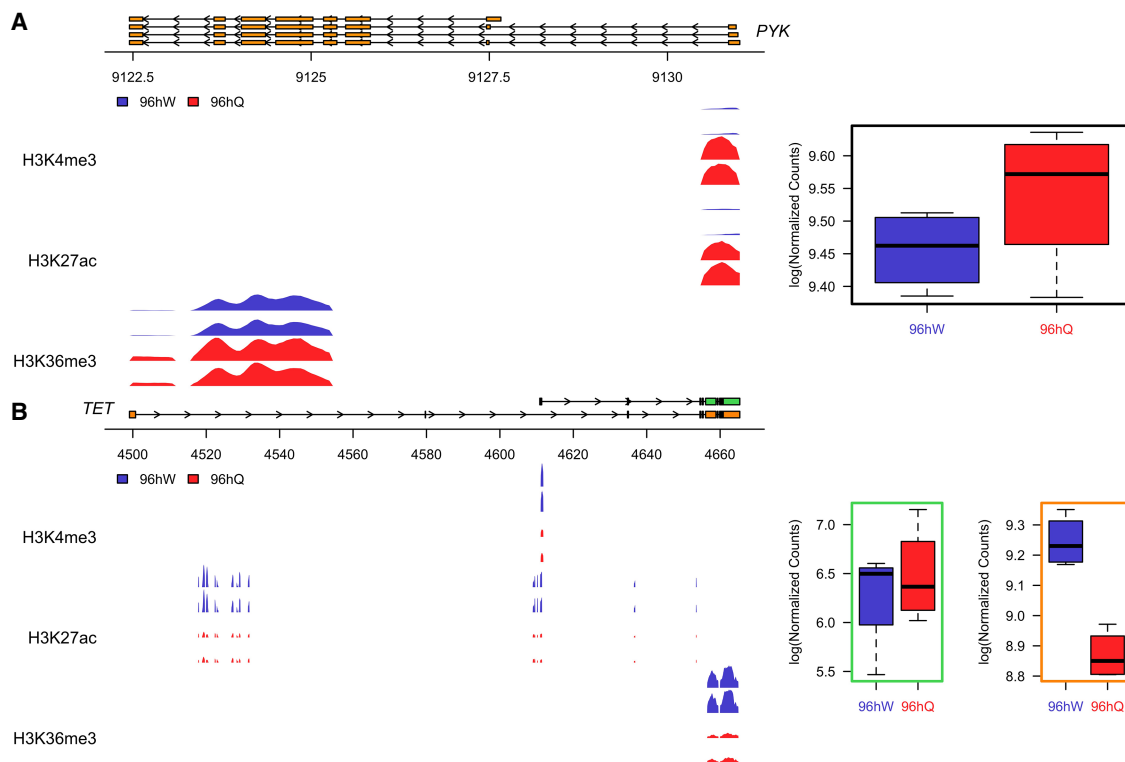 A
PYK
9122.5 9125 9127.5 9130
96hW 96hQ
H3K4me3
H3K27ac
H3K36me3
log(Normalized Counts)
9.60
9.55
9.50
9.45
9.40
96hW 96hQ
B
TET
4500 4520 4540 4560 4580 4600 4620 4640 4660
96hW 96hQ
H3K4me3
H3K27ac
H3K36me3
log(Normalized Counts)
7.0
6.5
6.0
5.5
96hW 96hQ
log(Normalized Counts)
9.3
9.2
9.1
9.0
8.9
8.8
96hW 96hQ